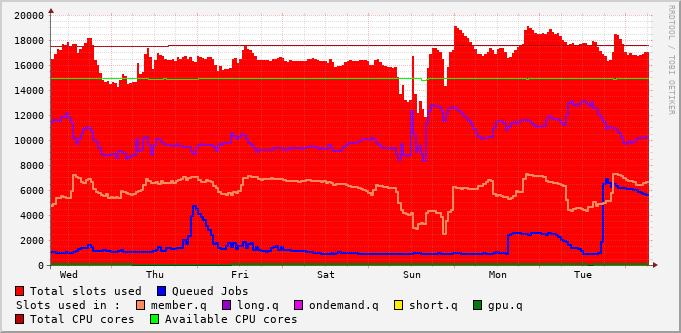 20000
18000
16000
14000
12000
10000
8000
6000
4000
2000
0
Wed Thu Fri Sat Sun Mon Tue
RRDTOOL / TOBI OETIKER
Total slots used Queued Jobs
Slots used in : member.q long.q ondemand.q short.q gpu.q
Total CPU cores Available CPU cores